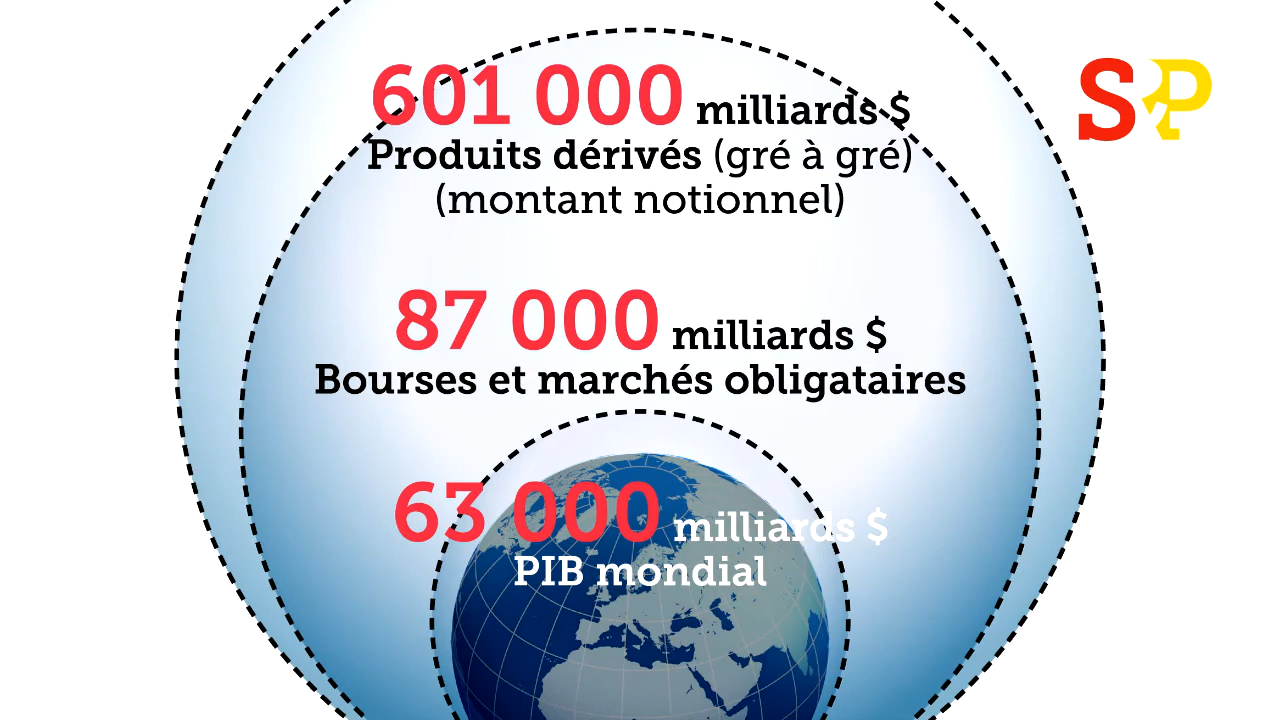 601 000 milliards $
Produits dérivés (gré à gré)
(montant notionnel)
87 000 milliards $
Bourses et marchés obligataires
63 000 milliards $
PIB mondial
SP